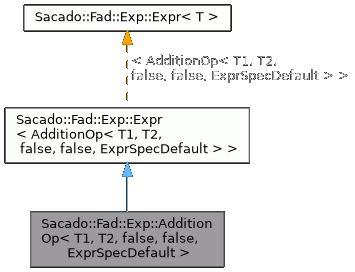 Sacado::Fad::Exp::Expr< T >
< AdditionOp< T1, T2,
false, false, ExprSpecDefault > >
Sacado::Fad::Exp::Expr
< AdditionOp< T1, T2,
false, false, ExprSpecDefault > >
Sacado::Fad::Exp::Addition
Op< T1, T2, false, false,
ExprSpecDefault >